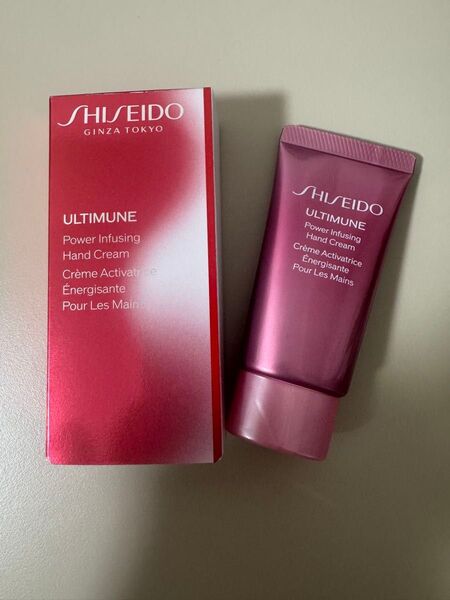 SHISEIDO
GINZA TOKYO
ULTIMUNE
Power Infusing
Hand Cream
Crème Activatrice
Énergisante
Pour Les Mains
SHISEIDO
ULTIMUNE
Power Infusing
Hand Cream
Crème Activatrice
Énergisante
Pour Les Mains